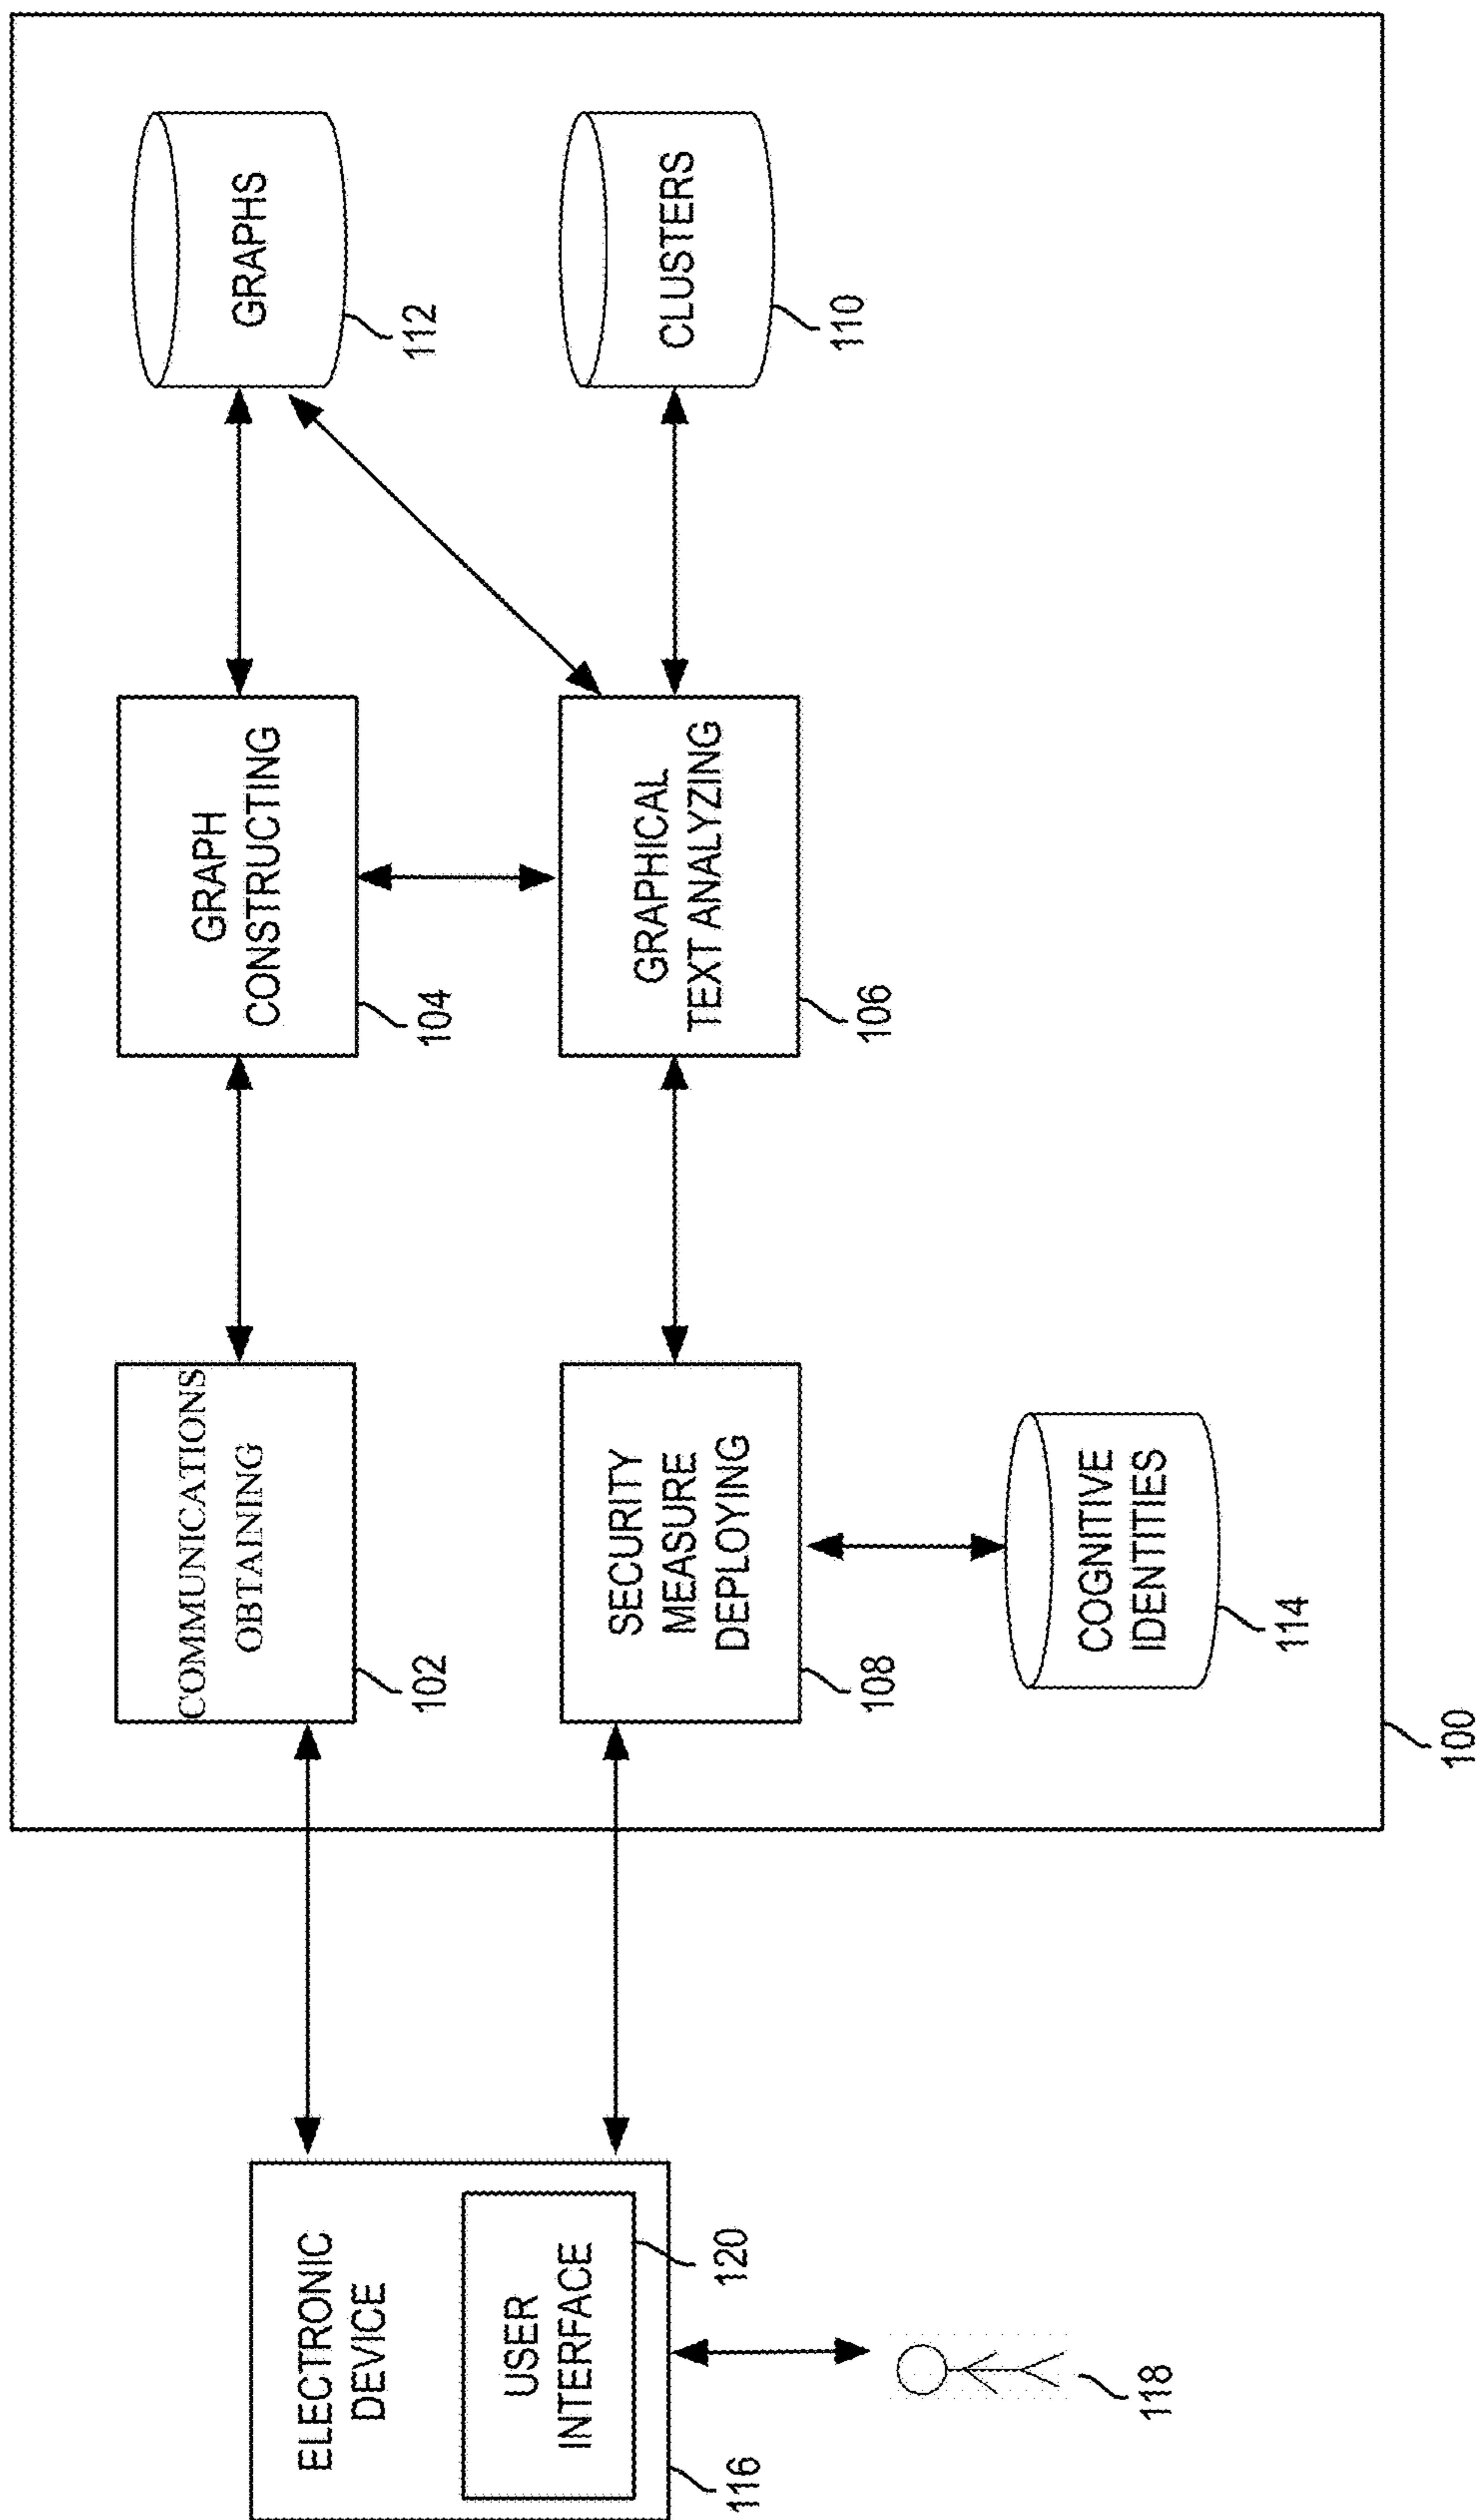 ELECTRONIC
DEVICE
USER
INTERFACE
120
116
118
COMMUNICATIONS
OBTAINING
102
GRAPH
CONSTRUCTING
104
GRAPHS
112
SECURITY
MEASURE
DEPLOYING
108
GRAPHICAL
TEXT ANALYZING
106
CLUSTERS
110
COGNITIVE
IDENTITIES
114
100